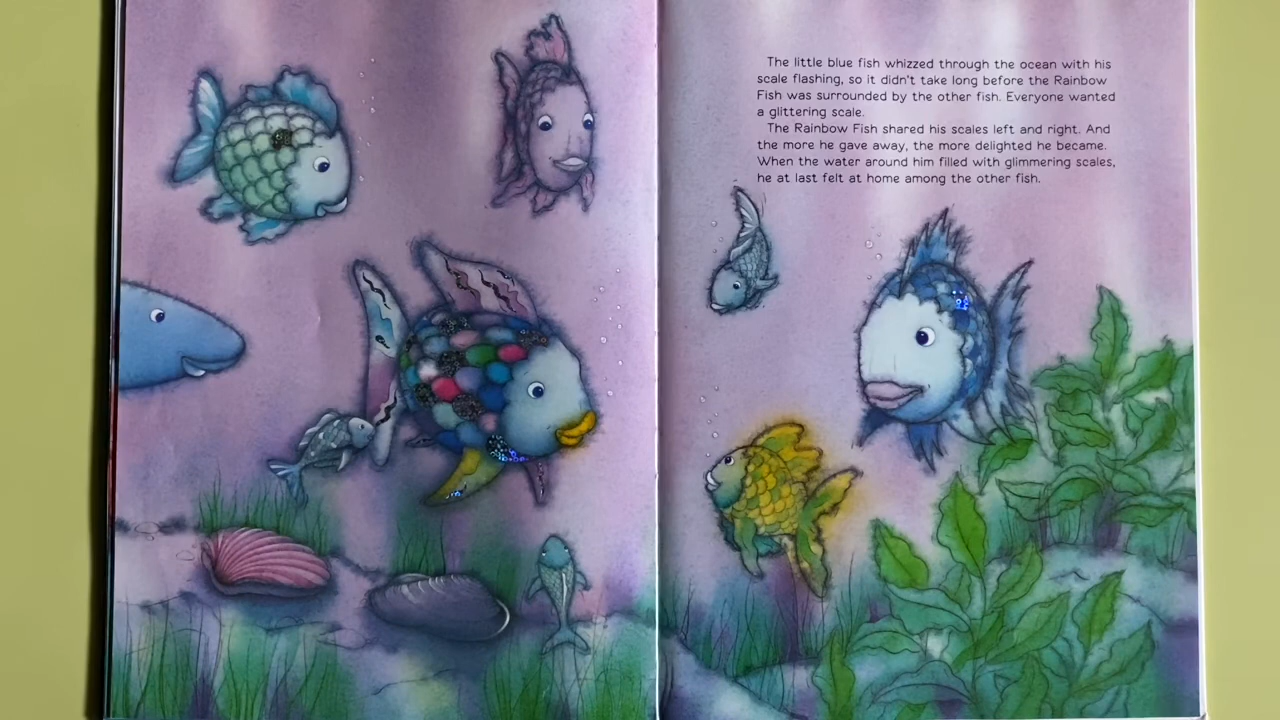 The little blue fish whizzed through the ocean with his
scale flashing, so it didn't take long before the Rainbow
Fish was surrounded by the other fish. Everyone wanted
a glittering scale.
The Rainbow Fish shared his scales left and right. And
the more he gave away, the more delighted he became.
When the water around him filled with glimmering scales,
he at last felt at home among the other fish.